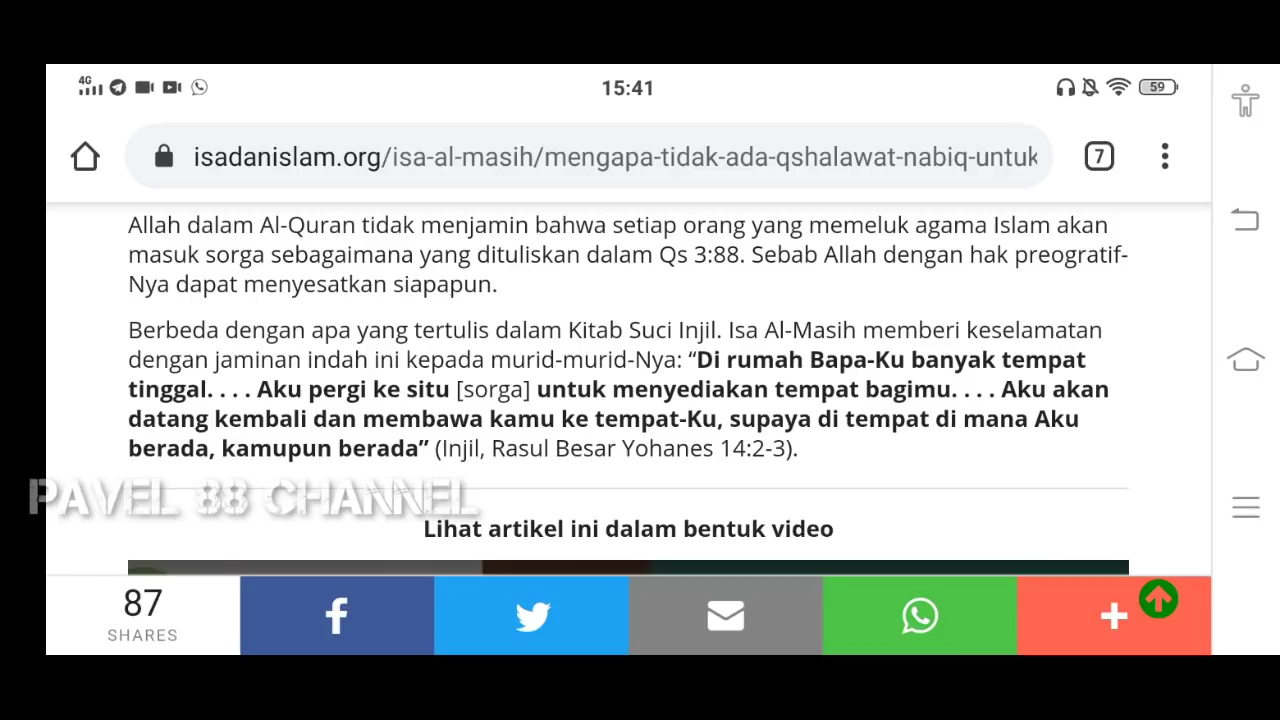 4G
15:41
59
isadanislam.org/isa-al-masih/mengapa-tidak-ada-qshalawat-nabiq-untuk
7
Allah dalam Al-Quran tidak menjamin bahwa setiap orang yang memeluk agama Islam akan
masuk sorga sebagaimana yang dituliskan dalam Qs 3:88. Sebab Allah dengan hak preogratif-
Nya dapat menyesatkan siapapun.
Berbeda dengan apa yang tertulis dalam Kitab Suci Injil. Isa Al-Masih memberi keselamatan
dengan jaminan indah ini kepada murid-murid-Nya: “Di rumah Bapa-Ku banyak tempat
tinggal. . . . Aku pergi ke situ [sorga] untuk menyediakan tempat bagimu. . . . Aku akan
datang kembali dan membawa kamu ke tempat-Ku, supaya di tempat di mana Aku
berada, kamupun berada” (Injil, Rasul Besar Yohanes 14:2-3).
PAVEL 88 CHANNEL
Lihat artikel ini dalam bentuk video
87
SHARES